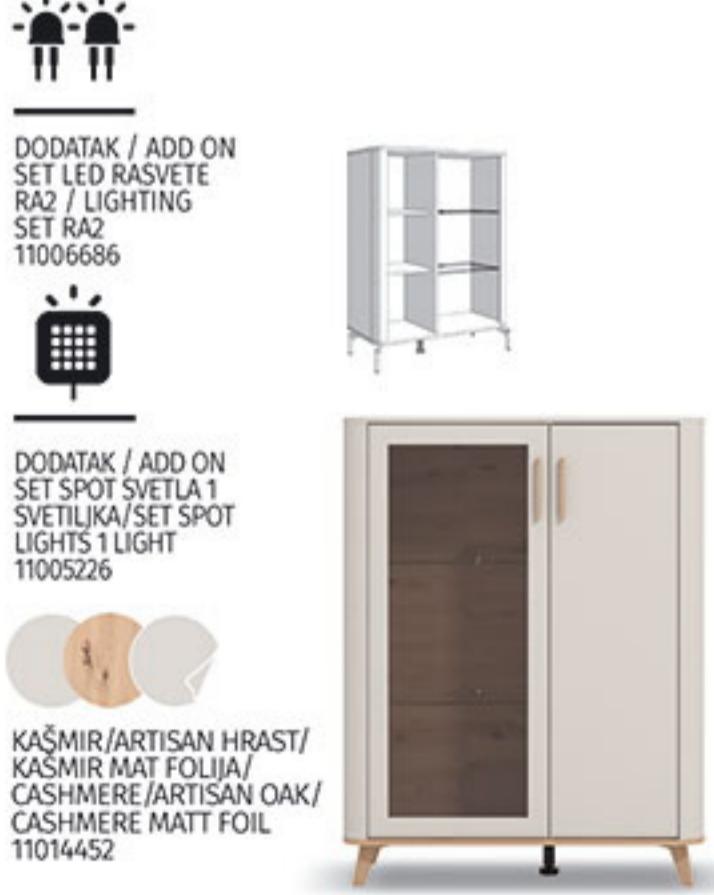 DODATAK / ADD ON
SET LED RASVETE
RA2 / LIGHTING
SET RA2
11006686
DODATAK / ADD ON
SET SPOT SVETLA 1
SVETILJKA/SET SPOT
LIGHTS 1 LIGHT
11005226
KAŠMIR/ARTISAN HRAST/
KAŠMIR MAT FOLIJA/
CASHMERE/ARTISAN OAK/
CASHMERE MATT FOIL
11014452